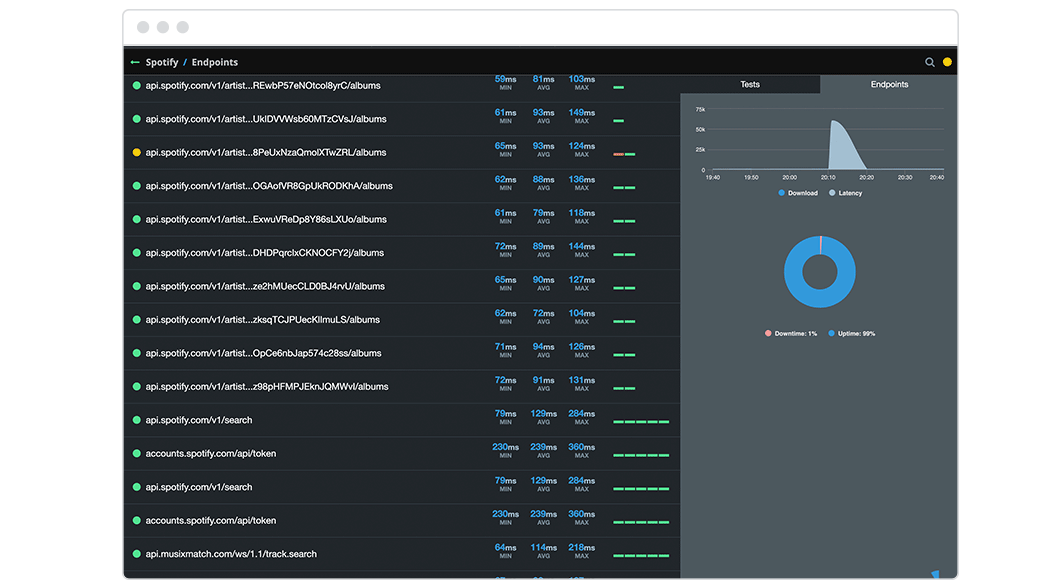 Spotify / Endpoints
api.spotify.com/v1/artist...REwbP57eNOtcol8yrC/albums 59ms MIN 81ms AVG 103ms MAX
api.spotify.com/v1/artist...UkIDVVWsb60MTzCVsJ/albums 61ms MIN 93ms AVG 149ms MAX
api.spotify.com/v1/artist...8PeUxNzaQmolXTwZRL/albums 65ms MIN 93ms AVG 124ms MAX
api.spotify.com/v1/artist...OGAofVR8GpUkRODKhA/albums 62ms MIN 88ms AVG 136ms MAX
api.spotify.com/v1/artist...ExwuVReDp8Y86sLXUo/albums 61ms MIN 79ms AVG 118ms MAX
api.spotify.com/v1/artist...DHDPqrclxCKNOCFY2j/albums 72ms MIN 89ms AVG 144ms MAX
api.spotify.com/v1/artist...ze2hMUecCLD0BJ4rvU/albums 65ms MIN 90ms AVG 127ms MAX
api.spotify.com/v1/artist...zksqTCJPUecKIlmuLS/albums 62ms MIN 72ms AVG 104ms MAX
api.spotify.com/v1/artist...OpCe6nbJap574c28ss/albums 71ms MIN 94ms AVG 126ms MAX
api.spotify.com/v1/artist...z98pHFMPJEknJQMWvI/albums 72ms MIN 91ms AVG 131ms MAX
api.spotify.com/v1/search 79ms MIN 129ms AVG 284ms MAX
accounts.spotify.com/api/token 230ms MIN 239ms AVG 360ms MAX
api.spotify.com/v1/search 79ms MIN 129ms AVG 284ms MAX
accounts.spotify.com/api/token 230ms MIN 239ms AVG 360ms MAX
api.musixmatch.com/ws/1.1/track.search 64ms MIN 114ms AVG 218ms MAX
Tests Endpoints
75k
50k
25k
0
19:40 19:50 20:00 20:10 20:20 20:30 20:40
Download Latency
Downtime: 1% Uptime: 99%